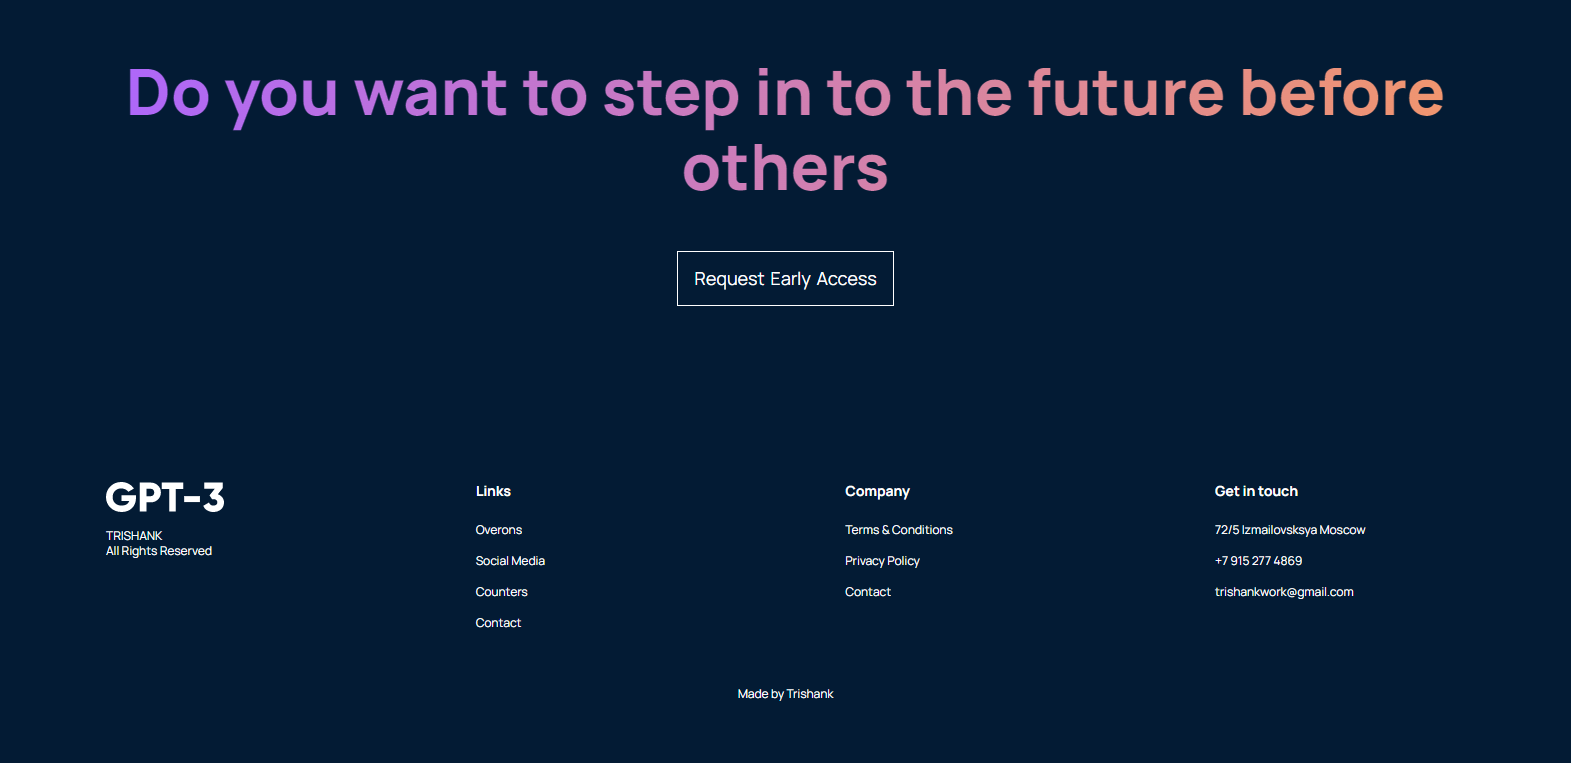 Do you want to step in to the future before
others
Request Early Access
GPT-3
TRISHANK
All Rights Reserved
Links
Overons
Social Media
Counters
Contact
Company
Terms & Conditions
Privacy Policy
Contact
Get in touch
72/5 Izmailovsksya Moscow
+7 915 277 4869
trishankwork@gmail.com
Made by Trishank